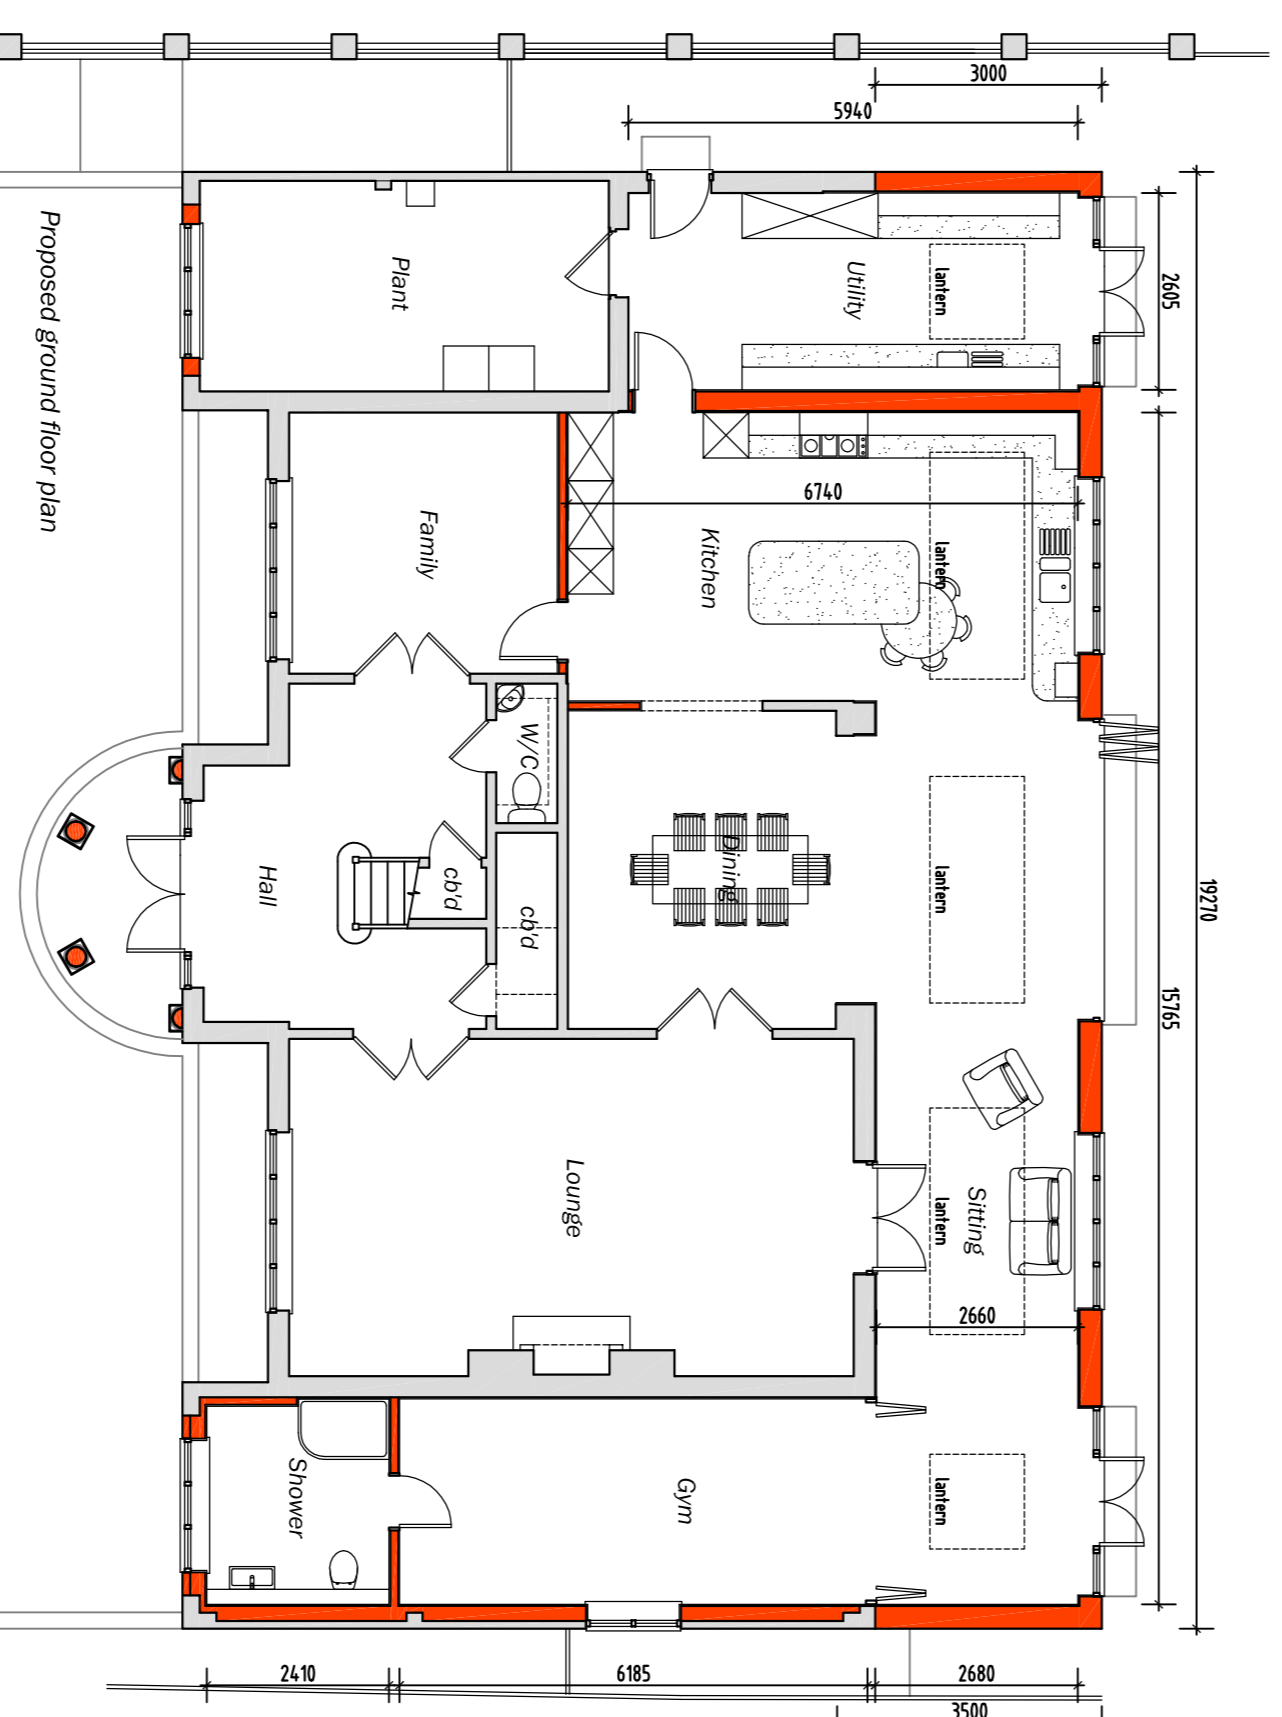 3000
5940
2605
19270
15765
Utility
lantern
Plant
6740
Kitchen
lantern
Family
W/C
Dining
lantern
cb'd
cb'd
Hall
Lounge
Sitting
lantern
2660
Gym
lantern
Shower
2410
6185
2680
3500
Proposed ground floor plan